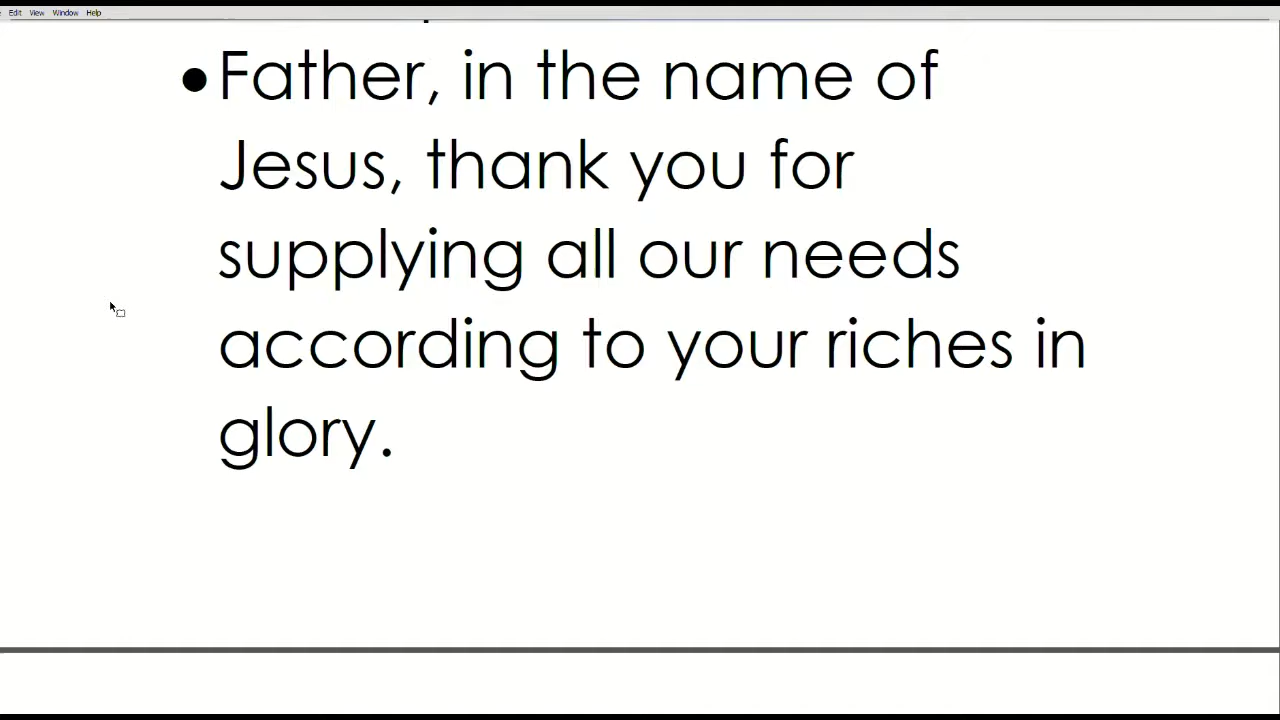 Edit View Window Help
•Father, in the name of
Jesus, thank you for
supplying all our needs
according to your riches in
glory.